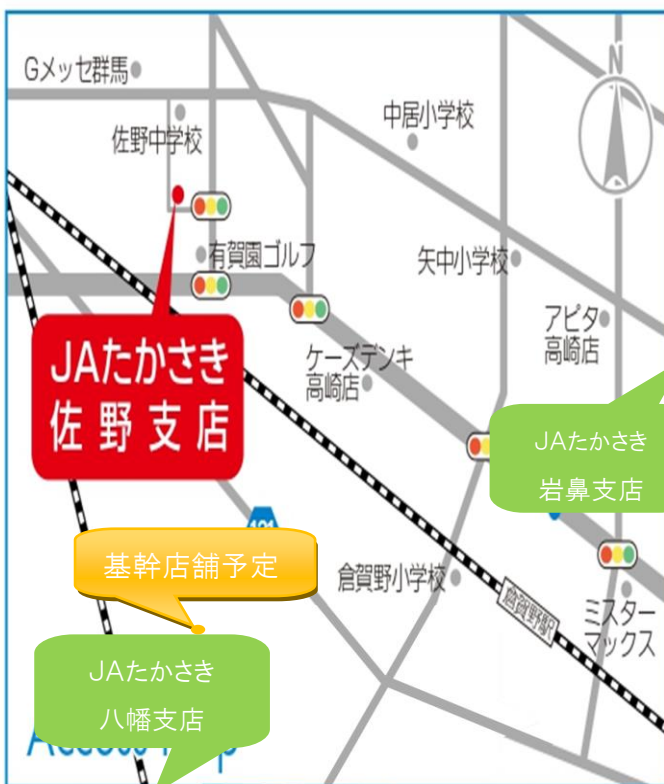 N
Gメッセ群馬
中居小学校
佐野中学校
有賀園ゴルフ
矢中小学校
アピタ
高崎店
JAたかさき
佐野支店
ケーズデンキ
高崎店
JAたかさき
岩鼻支店
基幹店舗予定
倉賀野小学校
倉賀野駅
ミスター
マックス
JAたかさき
八幡支店